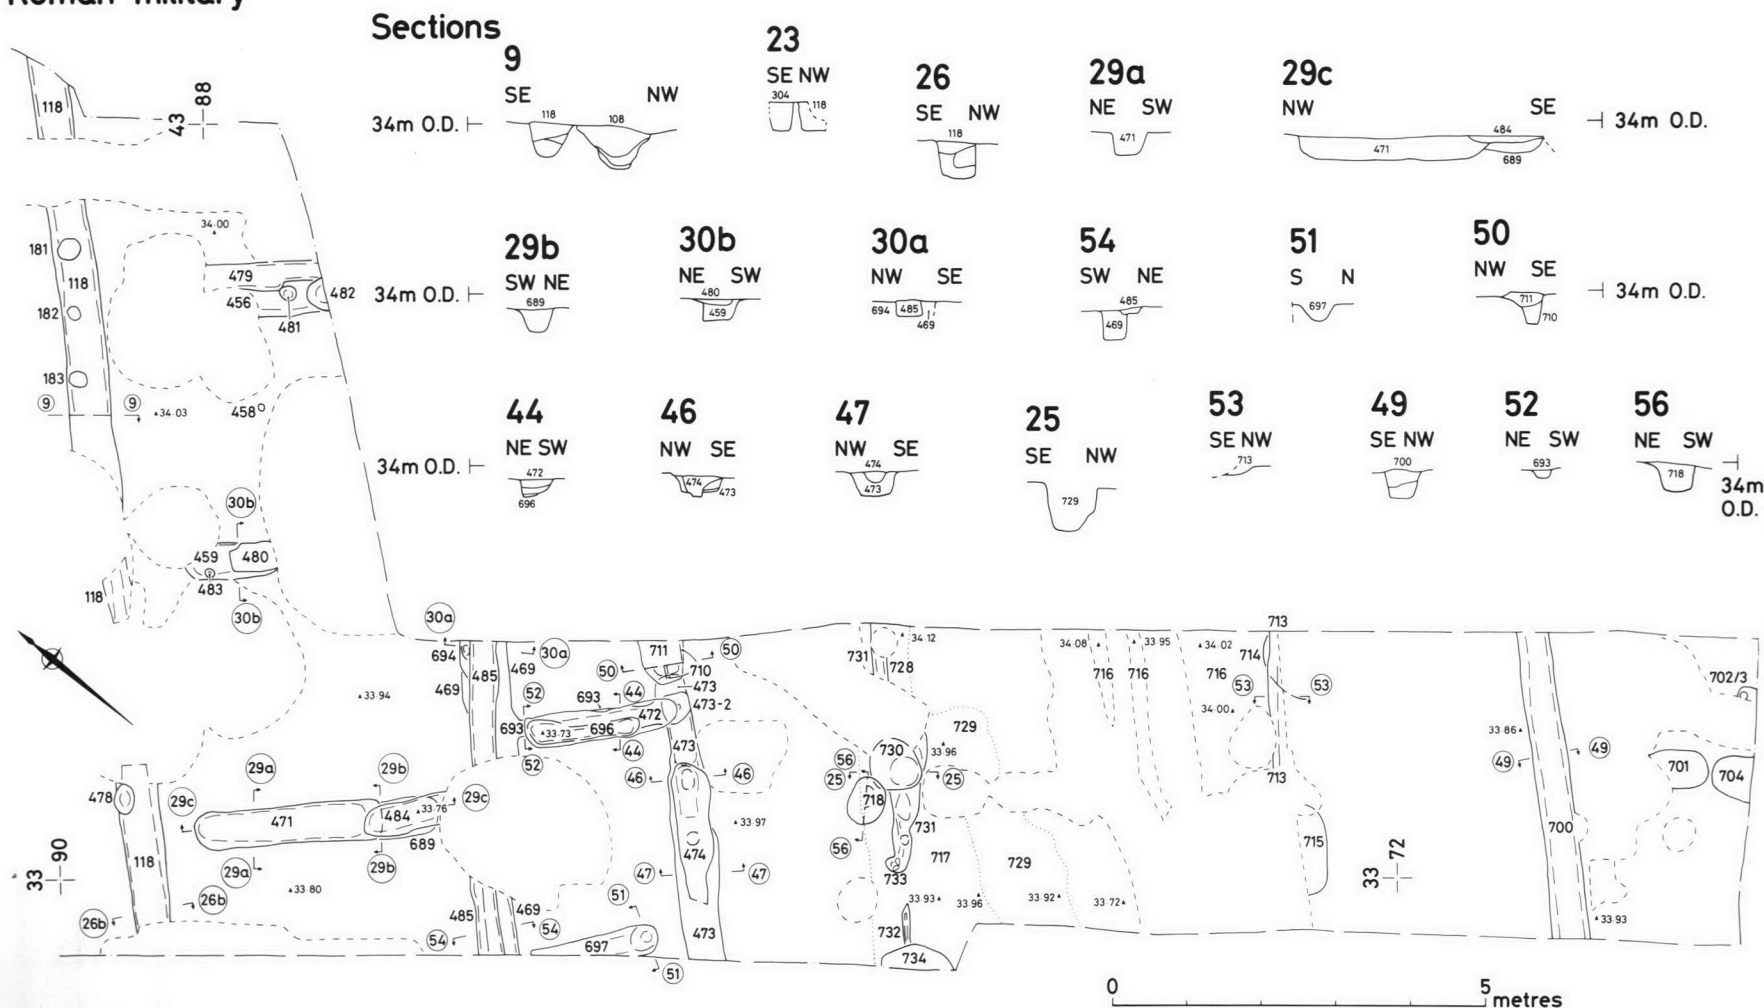 Roman military
Sections
9
SE NW
118 108
34m O.D.
23
SE NW
304 118
26
SE NW
118
29a
NE SW
471
29c
NW SE
471 484 689
34m O.D.
29b
SW NE
689
34m O.D.
30b
NE SW
480
459
30a
NW SE
694 485
469
54
SW NE
485
469
51
S N
697
50
NW SE
711
710
34m O.D.
44
NE SW
472
696
34m O.D.
46
NW SE
474
473
47
NW SE
474
473
25
SE NW
729
53
SE NW
713
49
SE NW
700
52
NE SW
693
56
NE SW
718
34m
O.D.
118
43
88
34.00
181
118
479
182
456
482
481
183
9 9
34.03
458
30b
459 480
483
118
30b
33.94
30a
694
485
469
30a
469
711
50 50
710
52
693
44
473
473-2
472
693
33.73
696
44
52
473
46 46
29a
29b
29c
29c
478
471
484
33.76
689
118
29a
29b
33
90
33.80
26b
26b
485
469
54 54
51
697
51
33.97
474
47 47
473
731
728
34.12
729
730
33.96
56
25 25
718
731
56
733
717
729
33.93
33.96
33.92
33.72
732
734
34.08
33.95
34.02
716
716
716
713
714
53 53
34.00
713
715
33
72
702/3
33.86
49 49
701
704
700
33.93
0 5
metres